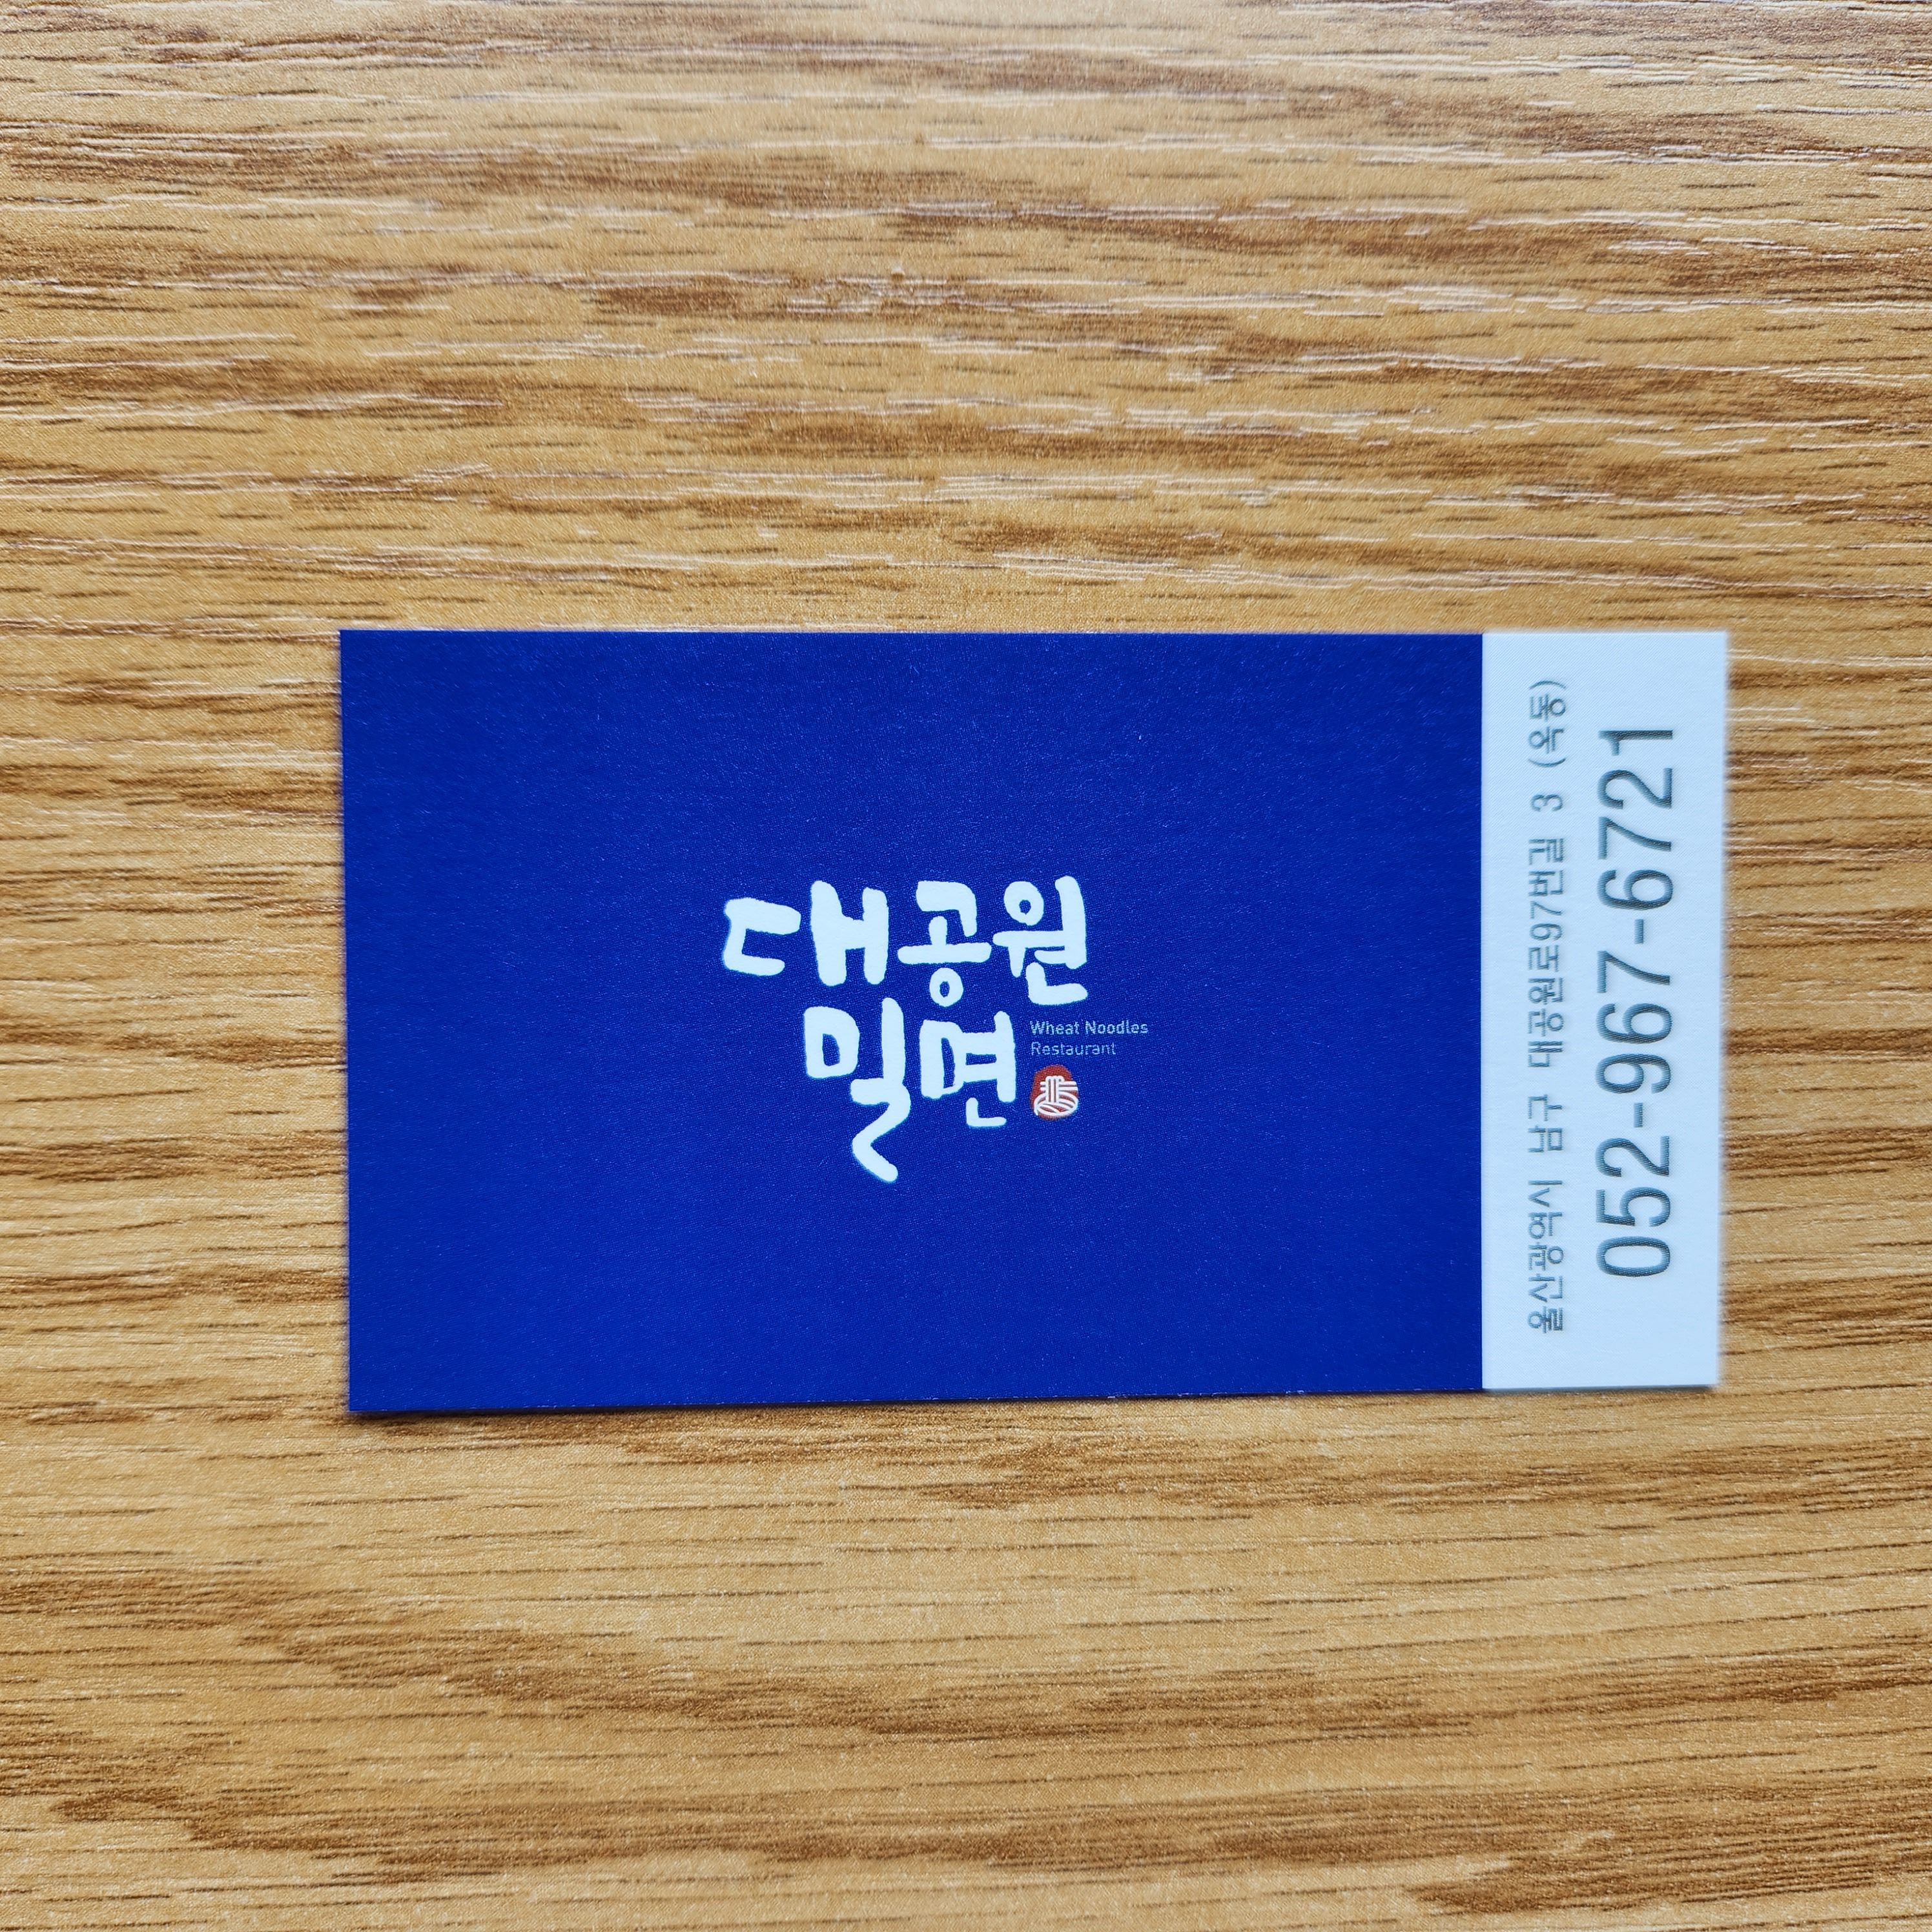 대공원
밀면
Wheat Noodles
Restaurant
울산광역시 남구 대공원로97번길 3 (옥동)
052-967-6721